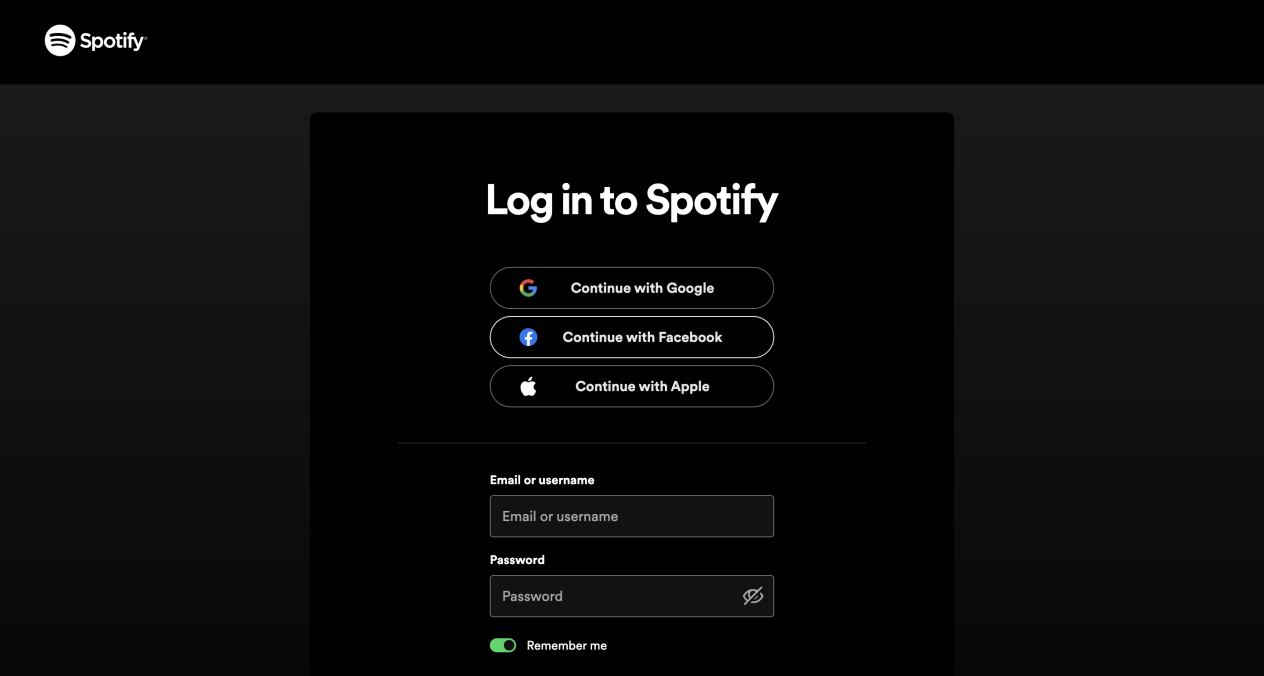 Spotify
Log in to Spotify
Continue with Google
Continue with Facebook
Continue with Apple
Email or username
Email or username
Password
Password
Remember me